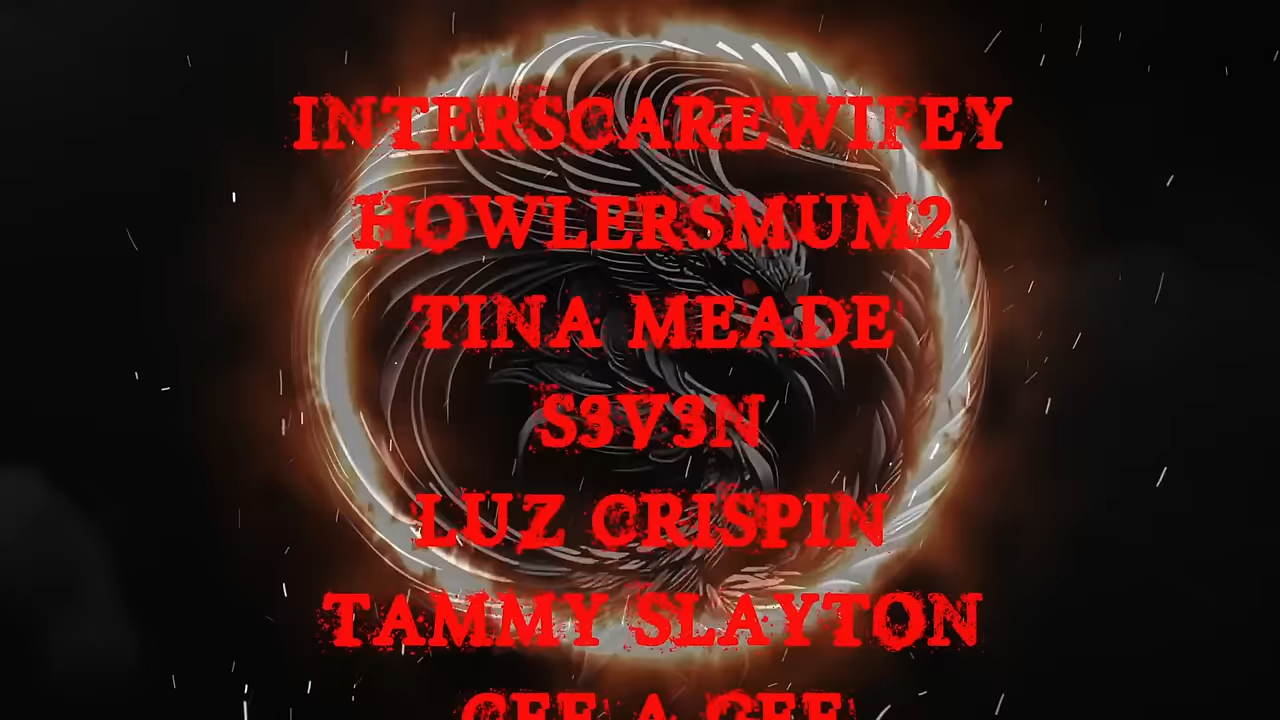 INTERSCAREWIFEY
HOWLERSMUM2
TINA MEADE
S3V3N
LUZ CRISPIN
TAMMY SLAYTON